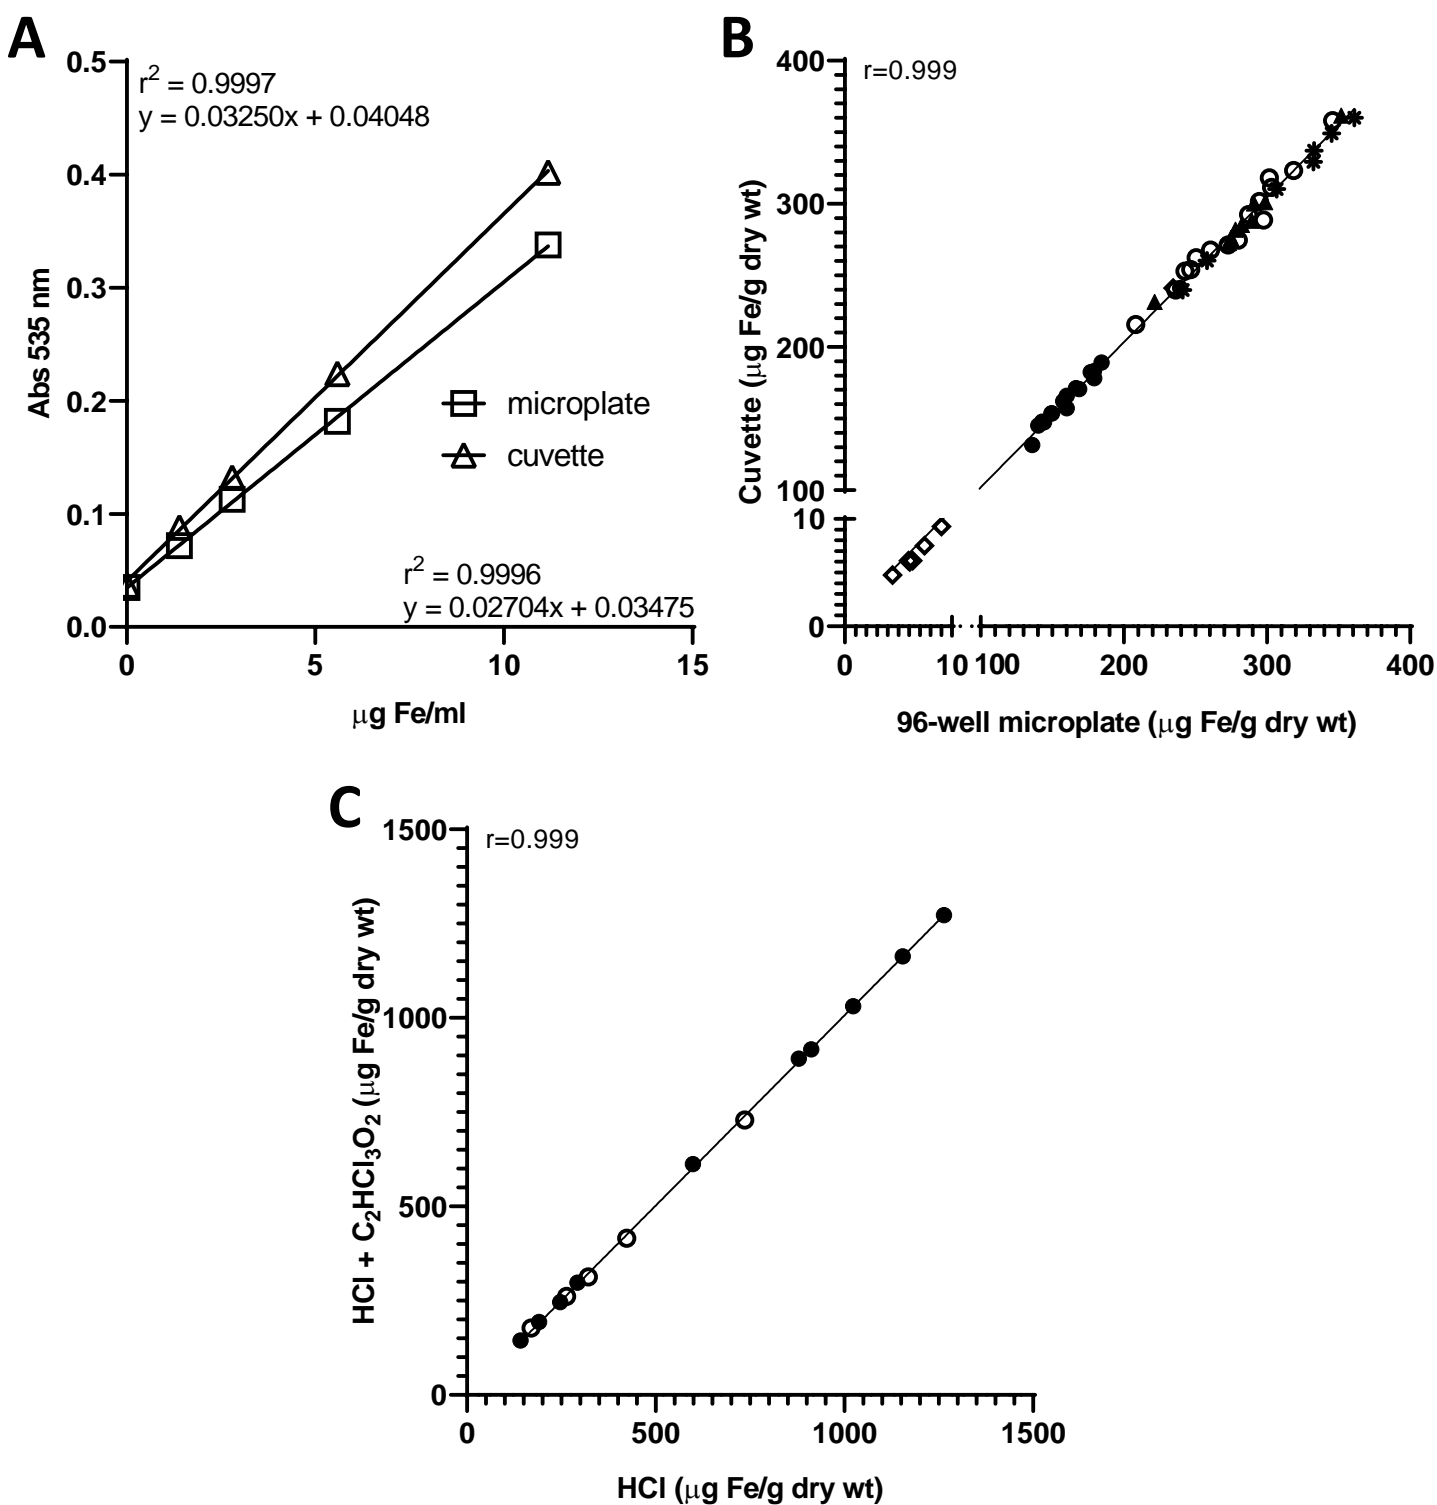 A
0.5
r2 = 0.9997
y = 0.03250x + 0.04048
0.4
0.3
0.2
0.1
0.0
Abs 535 nm
microplate
cuvette
r2 = 0.9996
y = 0.02704x + 0.03475
0 5 10 15
μg Fe/ml
B
400
r=0.999
300
200
100
10
0
Cuvette (μg Fe/g dry wt)
0 10 100 200 300 400
96-well microplate (μg Fe/g dry wt)
C
1500
r=0.999
1000
500
0
HCl + C2HCl3O2 (μg Fe/g dry wt)
0 500 1000 1500
HCl (μg Fe/g dry wt)